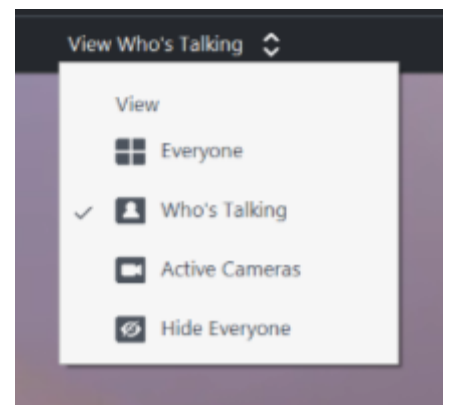 View Who's Talking
View
Everyone
Who's Talking
Active Cameras
Hide Everyone